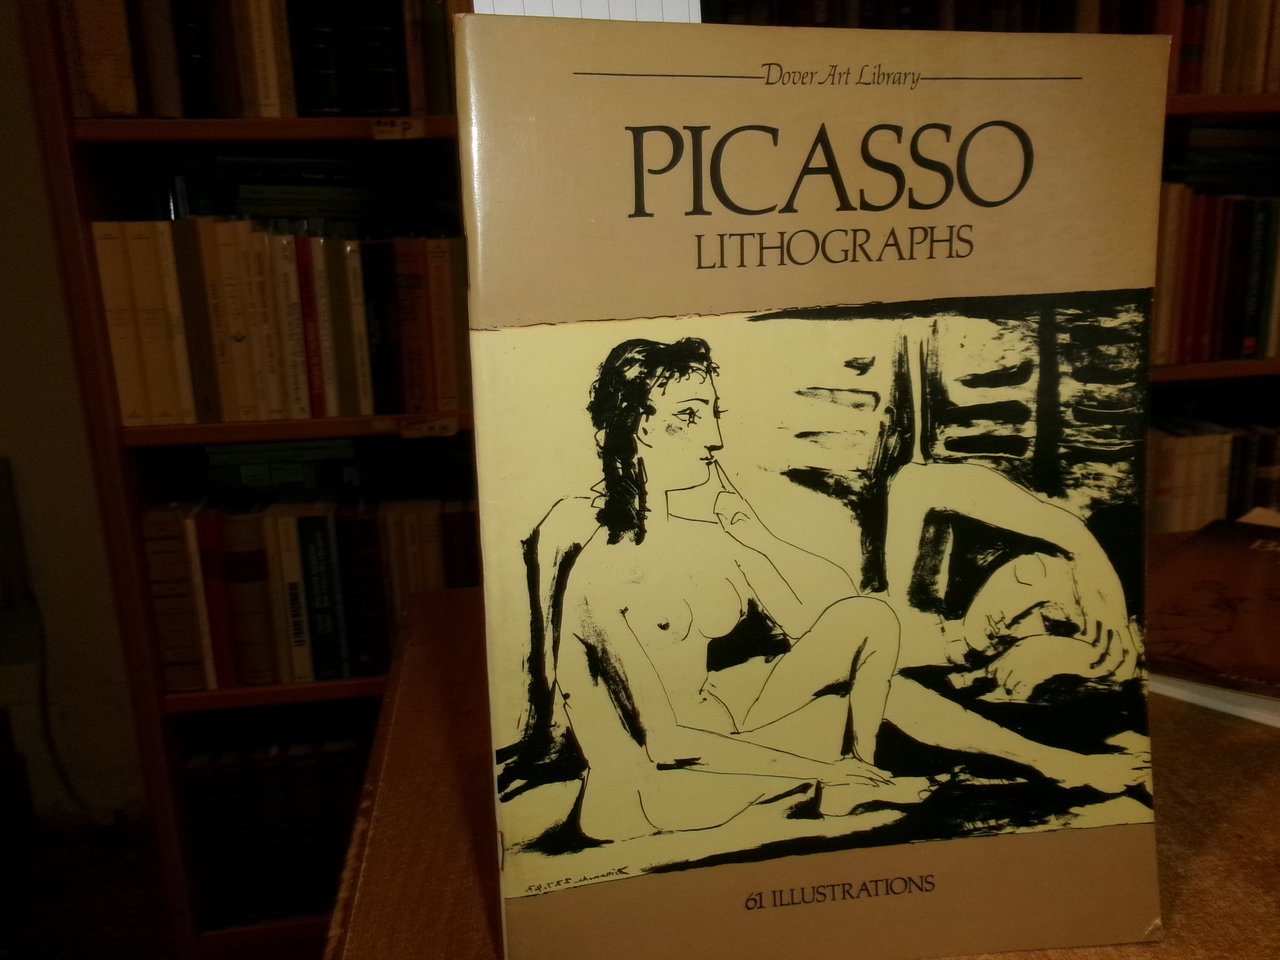 Dover Art Library
PICASSO
LITHOGRAPHS
61 ILLUSTRATIONS